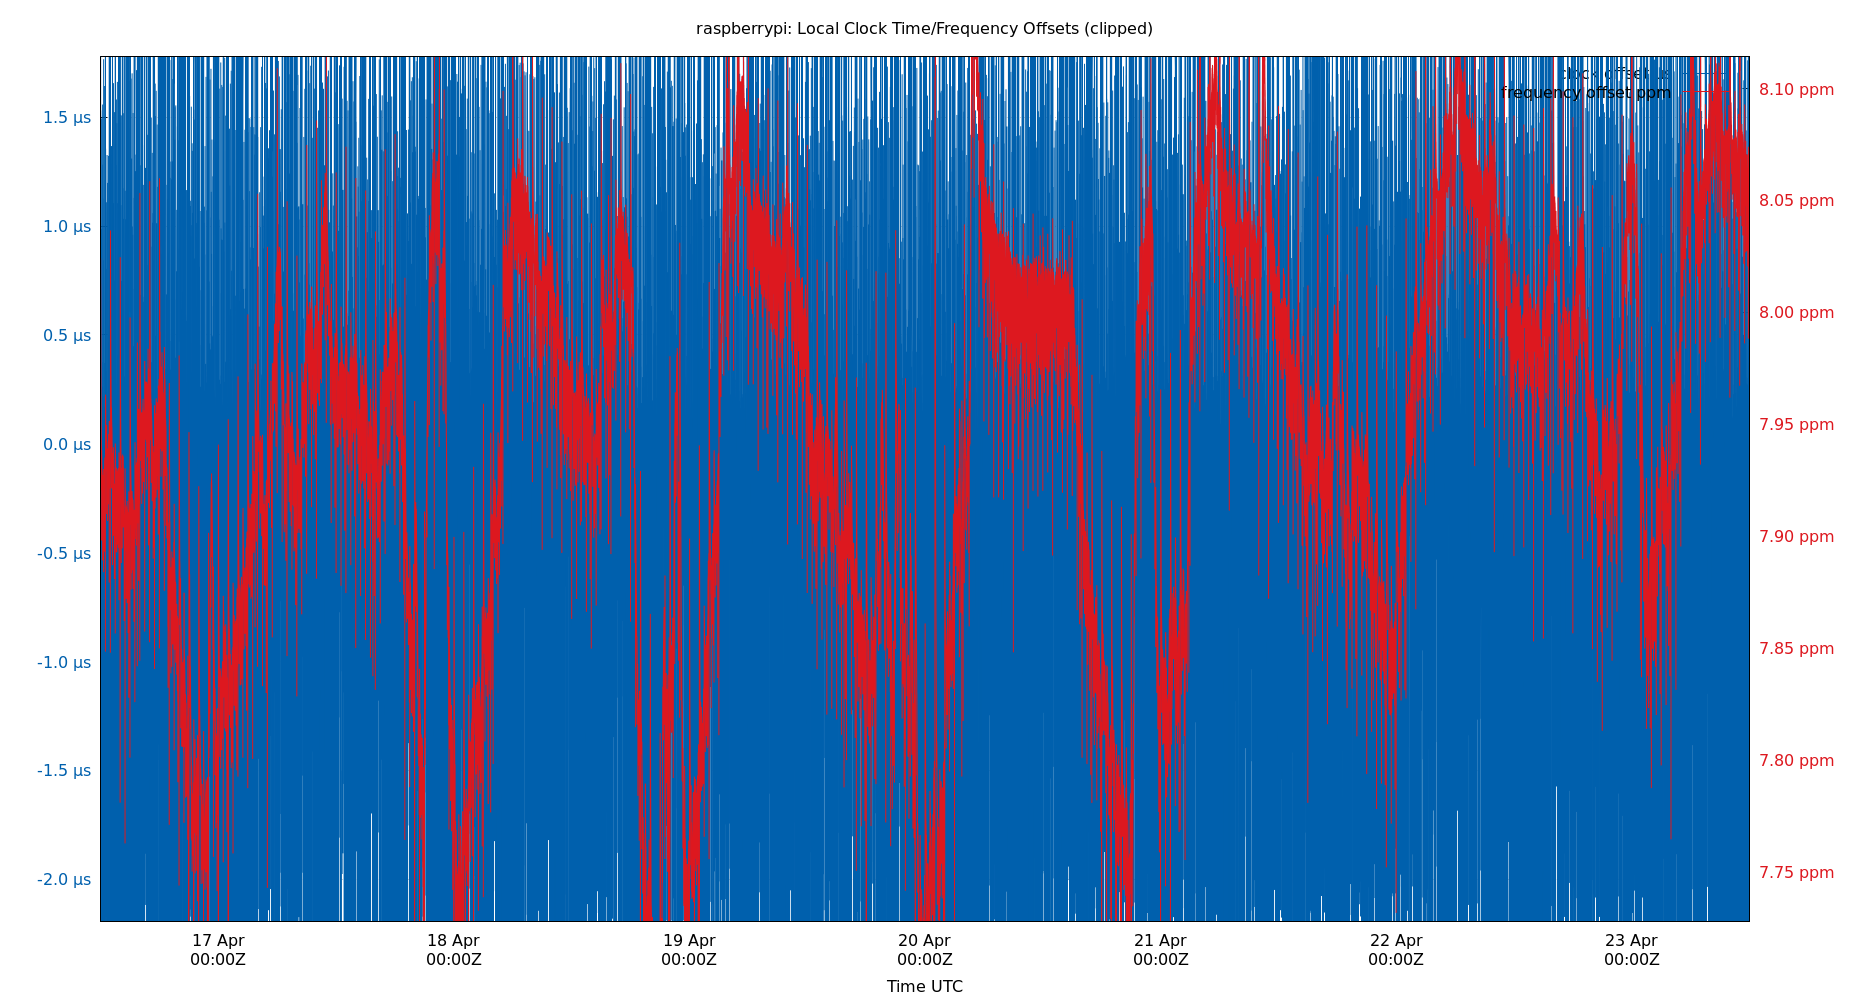 raspberrypi: Local Clock Time/Frequency Offsets (clipped)
clock offset µs
frequency offset ppm
1.5 µs
1.0 µs
0.5 µs
0.0 µs
-0.5 µs
-1.0 µs
-1.5 µs
-2.0 µs
8.10 ppm
8.05 ppm
8.00 ppm
7.95 ppm
7.90 ppm
7.85 ppm
7.80 ppm
7.75 ppm
17 Apr
00:00Z
18 Apr
00:00Z
19 Apr
00:00Z
20 Apr
00:00Z
21 Apr
00:00Z
22 Apr
00:00Z
23 Apr
00:00Z
Time UTC